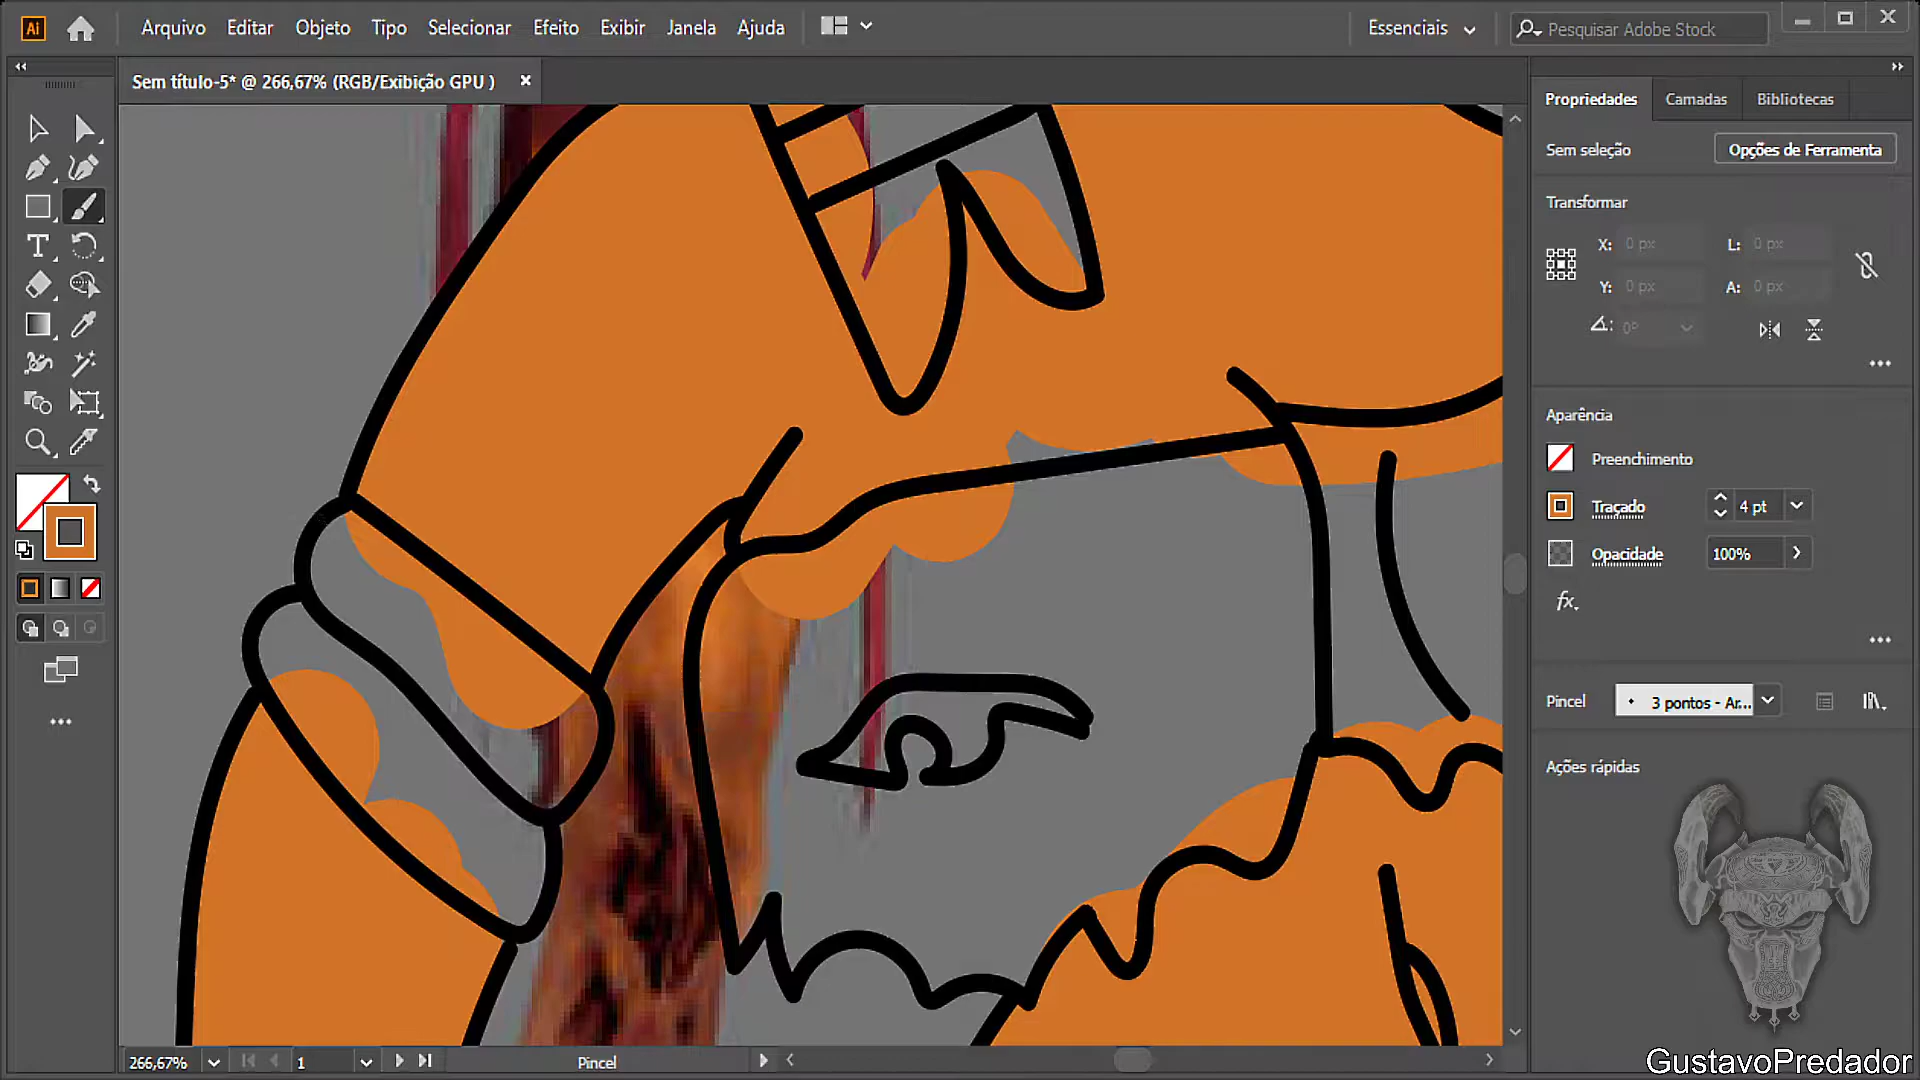 Ai
Arquivo
Editar
Objeto
Tipo
Selecionar
Efeito
Exibir
Janela
Ajuda
Essenciais
Pesquisar Adobe Stock
Sem título-5* @ 266,67% (RGB/Exibição GPU )
Propriedades
Camadas
Bibliotecas
Sem seleção
Opções de Ferramenta
Transformar
X: 0 px
L: 0 px
Y: 0 px
A: 0 px
0°
Aparência
Preenchimento
Traçado
4 pt
Opacidade
100%
fx.
Pincel
3 pontos - Ar...
Ações rápidas
266,67%
1
Pincel
GustavoPredador